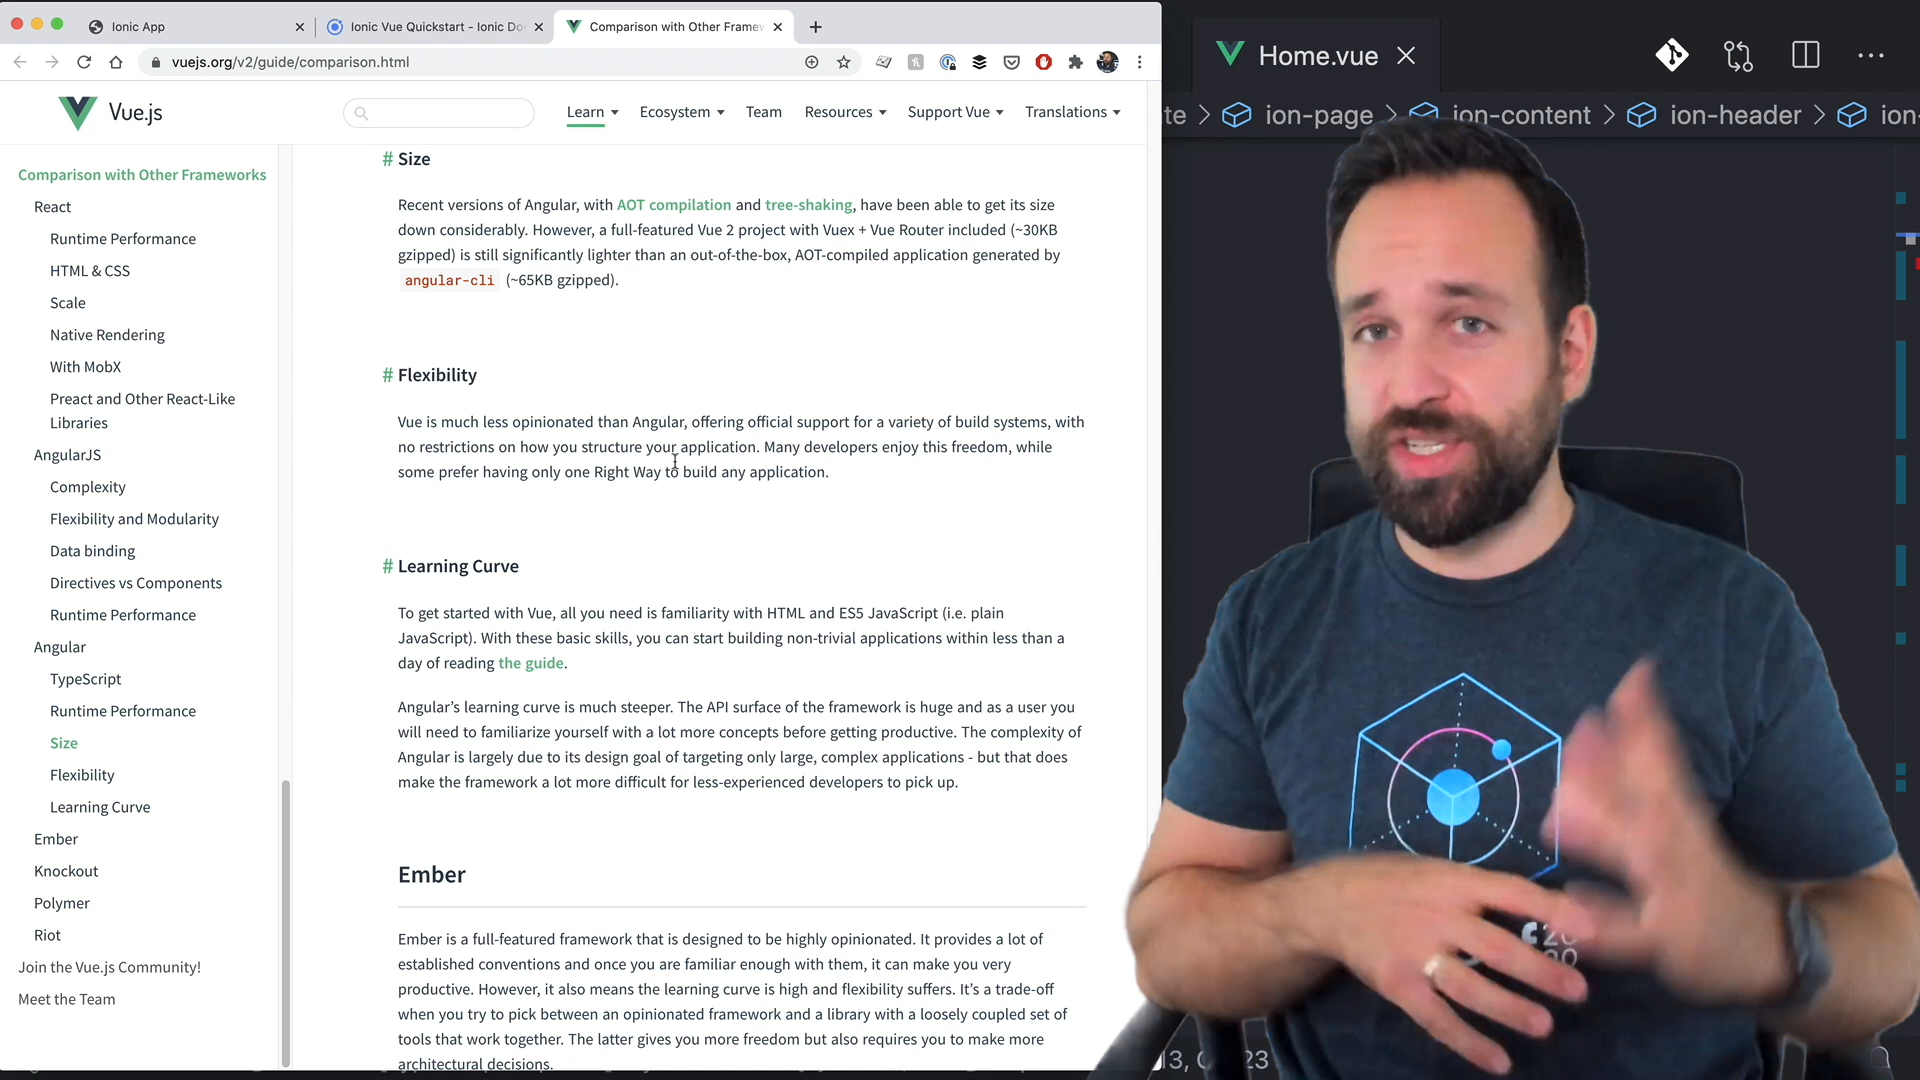 Ionic App
Ionic Vue Quickstart - Ionic Do
Comparison with Other Framew
vuejs.org/v2/guide/comparison.html
Vue.js
Learn
Ecosystem
Team
Resources
Support Vue
Translations
Comparison with Other Frameworks
React
Runtime Performance
HTML & CSS
Scale
Native Rendering
With MobX
Preact and Other React-Like
Libraries
AngularJS
Complexity
Flexibility and Modularity
Data binding
Directives vs Components
Runtime Performance
Angular
TypeScript
Runtime Performance
Size
Flexibility
Learning Curve
Ember
Knockout
Polymer
Riot
Join the Vue.js Community!
Meet the Team
# Size
Recent versions of Angular, with AOT compilation and tree-shaking, have been able to get its size
down considerably. However, a full-featured Vue 2 project with Vuex + Vue Router included (~30KB
gzipped) is still significantly lighter than an out-of-the-box, AOT-compiled application generated by
angular-cli (~65KB gzipped).
# Flexibility
Vue is much less opinionated than Angular, offering official support for a variety of build systems, with
no restrictions on how you structure your application. Many developers enjoy this freedom, while
some prefer having only one Right Way to build any application.
# Learning Curve
To get started with Vue, all you need is familiarity with HTML and ES5 JavaScript (i.e. plain
JavaScript). With these basic skills, you can start building non-trivial applications within less than a
day of reading the guide.
Angular’s learning curve is much steeper. The API surface of the framework is huge and as a user you
will need to familiarize yourself with a lot more concepts before getting productive. The complexity of
Angular is largely due to its design goal of targeting only large, complex applications - but that does
make the framework a lot more difficult for less-experienced developers to pick up.
Ember
Ember is a full-featured framework that is designed to be highly opinionated. It provides a lot of
established conventions and once you are familiar enough with them, it can make you very
productive. However, it also means the learning curve is high and flexibility suffers. It’s a trade-off
when you try to pick between an opinionated framework and a library with a loosely coupled set of
tools that work together. The latter gives you more freedom but also requires you to make more
architectural decisions.
Home.vue
te > ion-page > ion-content > ion-header > ion-
20
20
13, C 23